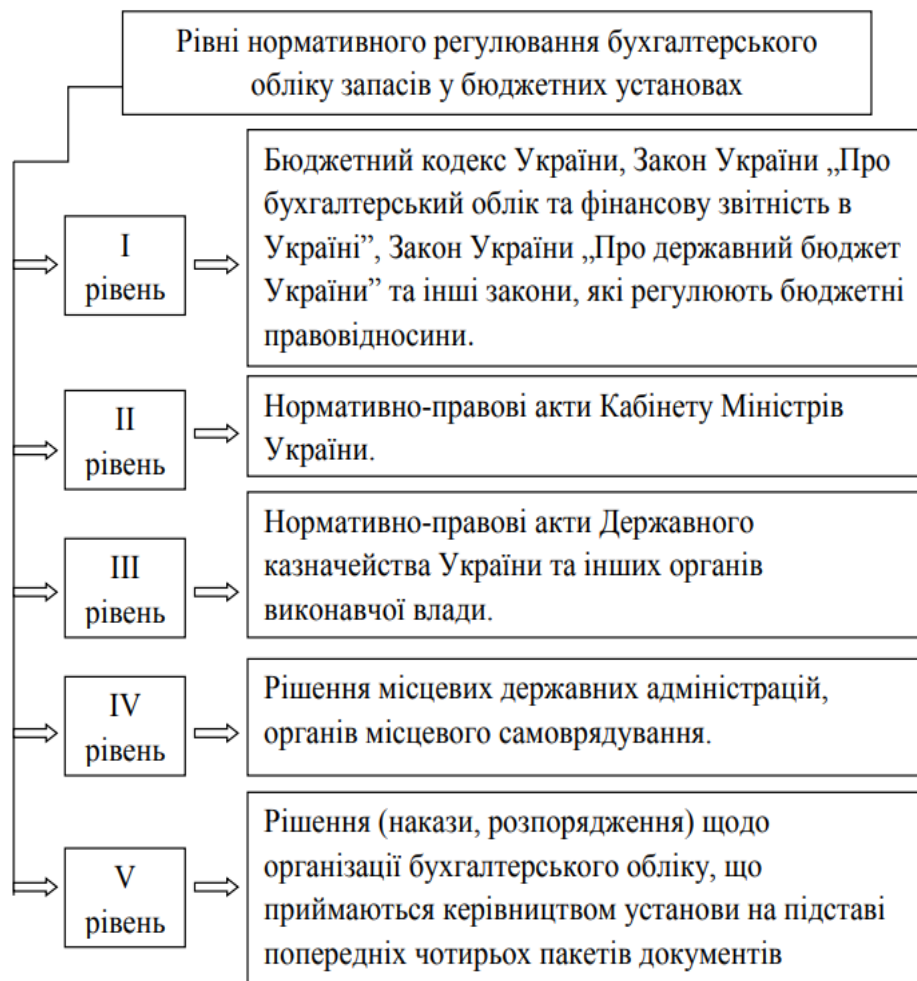 Рівні нормативного регулювання бухгалтерського
обліку запасів у бюджетних установах
I
рівень
Бюджетний кодекс України, Закон України „Про
бухгалтерський облік та фінансову звітність в
Україні”, Закон України „Про державний бюджет
України” та інші закони, які регулюють бюджетні
правовідносини.
II
рівень
Нормативно-правові акти Кабінету Міністрів
України.
III
рівень
Нормативно-правові акти Державного
казначейства України та інших органів
виконавчої влади.
IV
рівень
Рішення місцевих державних адміністрацій,
органів місцевого самоврядування.
V
рівень
Рішення (накази, розпорядження) щодо
організації бухгалтерського обліку, що
приймаються керівництвом установи на підставі
попередніх чотирьох пакетів документів